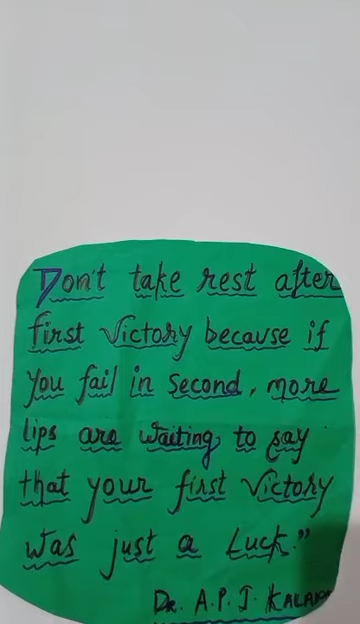 Don't take rest after
first Victory because if
you fail in Second, more
lips are waiting to say
that your first Victory
was just a Luck."
DR. A.P.J. KALAM